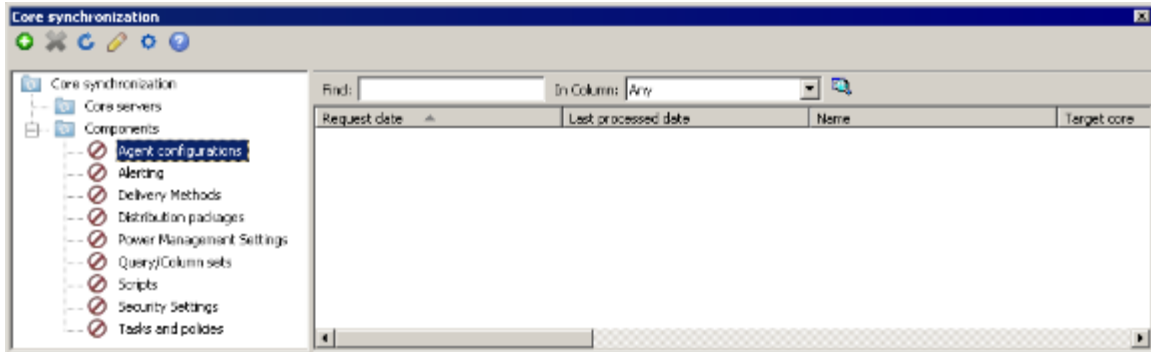 Core synchronization
Core synchronization
Core servers
Components
Agent configurations
Alerting
Delivery Methods
Distribution packages
Power Management Settings
Query/Column sets
Scripts
Security Settings
Tasks and policies
Find: In Column: Any
Request date Last processed date Name Target core